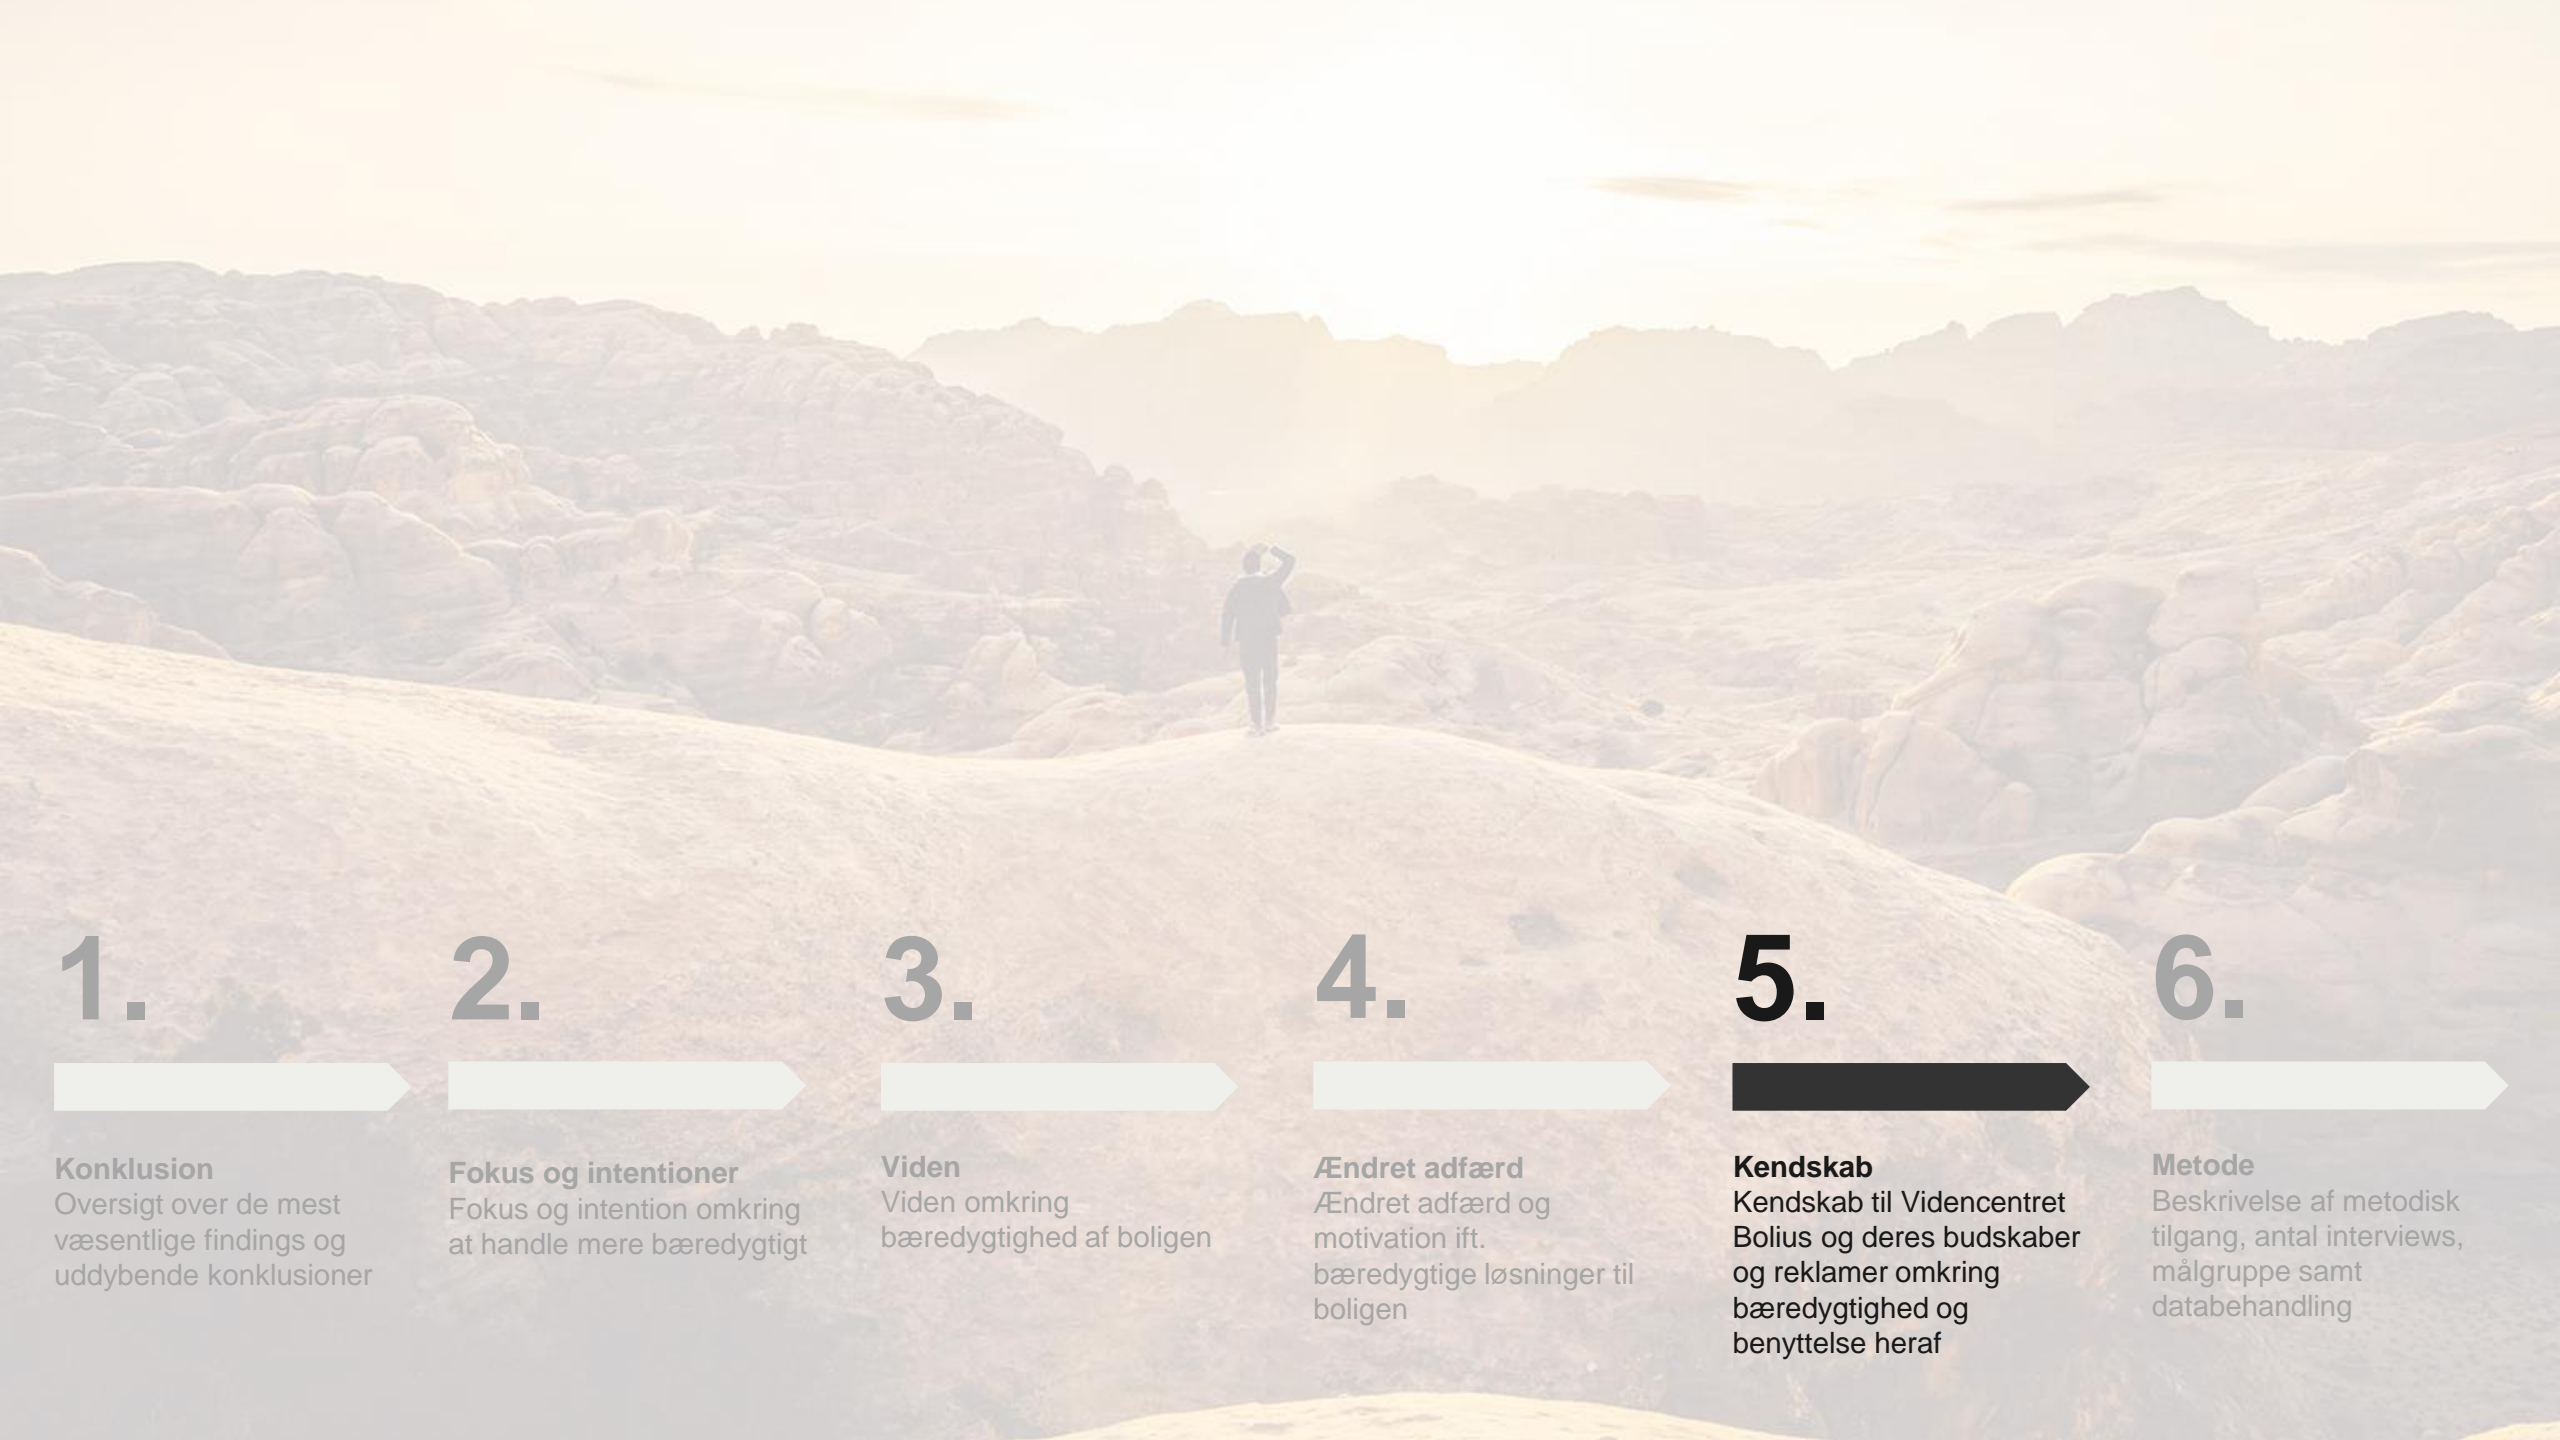 1.
Konklusion
Oversigt over de mest
væsentlige findings og
uddybende konklusioner
2.
Fokus og intentioner
Fokus og intention omkring
at handle mere bæredygtigt
3.
Viden
Viden omkring
bæredygtighed af boligen
4.
Ændret adfærd
Ændret adfærd og
motivation ift.
bæredygtige løsninger til
boligen
5.
Kendskab
Kendskab til Videncentret
Bolius og deres budskaber
og reklamer omkring
bæredygtighed og
benyttelse heraf
6.
Metode
Beskrivelse af metodisk
tilgang, antal interviews,
målgruppe samt
databehandling